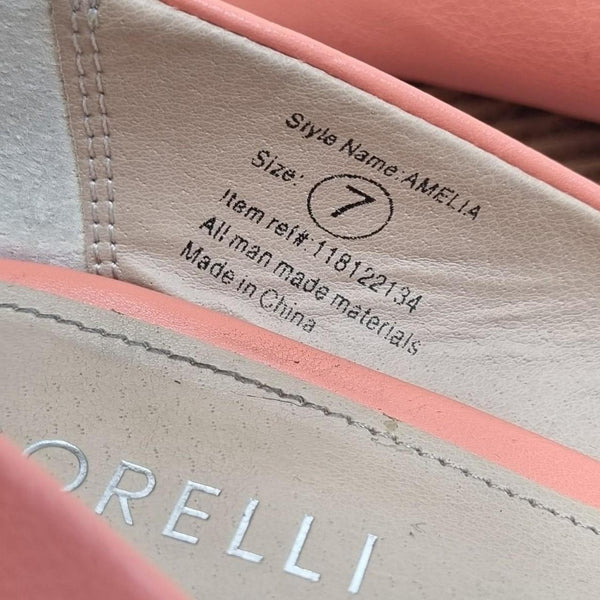 Style Name: AMELIA
Size: 7
Item ref#: 118122134
All man made materials
Made in China
ORELLI